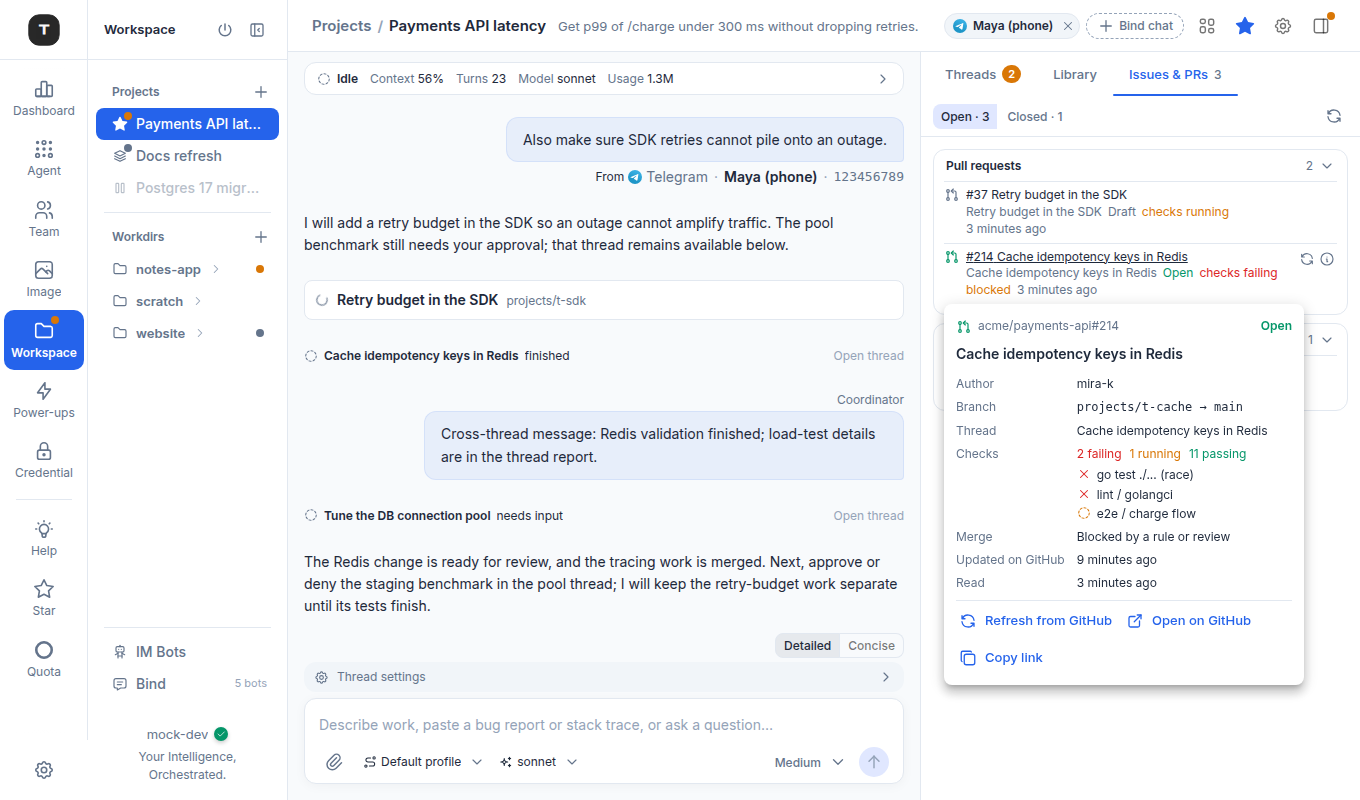 T
Dashboard
Agent
Team
Image
Workspace
Power-ups
Credential
Help
Star
Quota
Workspace
Projects
Payments API lat...
Docs refresh
Postgres 17 migr...
Workdirs
notes-app
scratch
website
IM Bots
Bind 5 bots
mock-dev
Your Intelligence,
Orchestrated.
Projects / Payments API latency Get p99 of /charge under 300 ms without dropping retries.
Maya (phone) Bind chat
Idle Context 56% Turns 23 Model sonnet Usage 1.3M
Also make sure SDK retries cannot pile onto an outage.
From Telegram · Maya (phone) · 123456789
I will add a retry budget in the SDK so an outage cannot amplify traffic. The pool
benchmark still needs your approval; that thread remains available below.
Retry budget in the SDK projects/t-sdk
Cache idempotency keys in Redis finished Open thread
Coordinator
Cross-thread message: Redis validation finished; load-test details
are in the thread report.
Tune the DB connection pool needs input Open thread
The Redis change is ready for review, and the tracing work is merged. Next, approve or
deny the staging benchmark in the pool thread; I will keep the retry-budget work separate
until its tests finish.
Detailed Concise
Thread settings
Describe work, paste a bug report or stack trace, or ask a question...
Default profile sonnet Medium
Threads 2 Library Issues & PRs 3
Open · 3 Closed · 1
Pull requests 2
#37 Retry budget in the SDK
Retry budget in the SDK Draft checks running
3 minutes ago
#214 Cache idempotency keys in Redis
Cache idempotency keys in Redis Open checks failing
blocked 3 minutes ago
1
acme/payments-api#214 Open
Cache idempotency keys in Redis
Author mira-k
Branch projects/t-cache → main
Thread Cache idempotency keys in Redis
Checks 2 failing 1 running 11 passing
go test ./... (race)
lint / golangci
e2e / charge flow
Merge Blocked by a rule or review
Updated on GitHub 9 minutes ago
Read 3 minutes ago
Refresh from GitHub Open on GitHub
Copy link